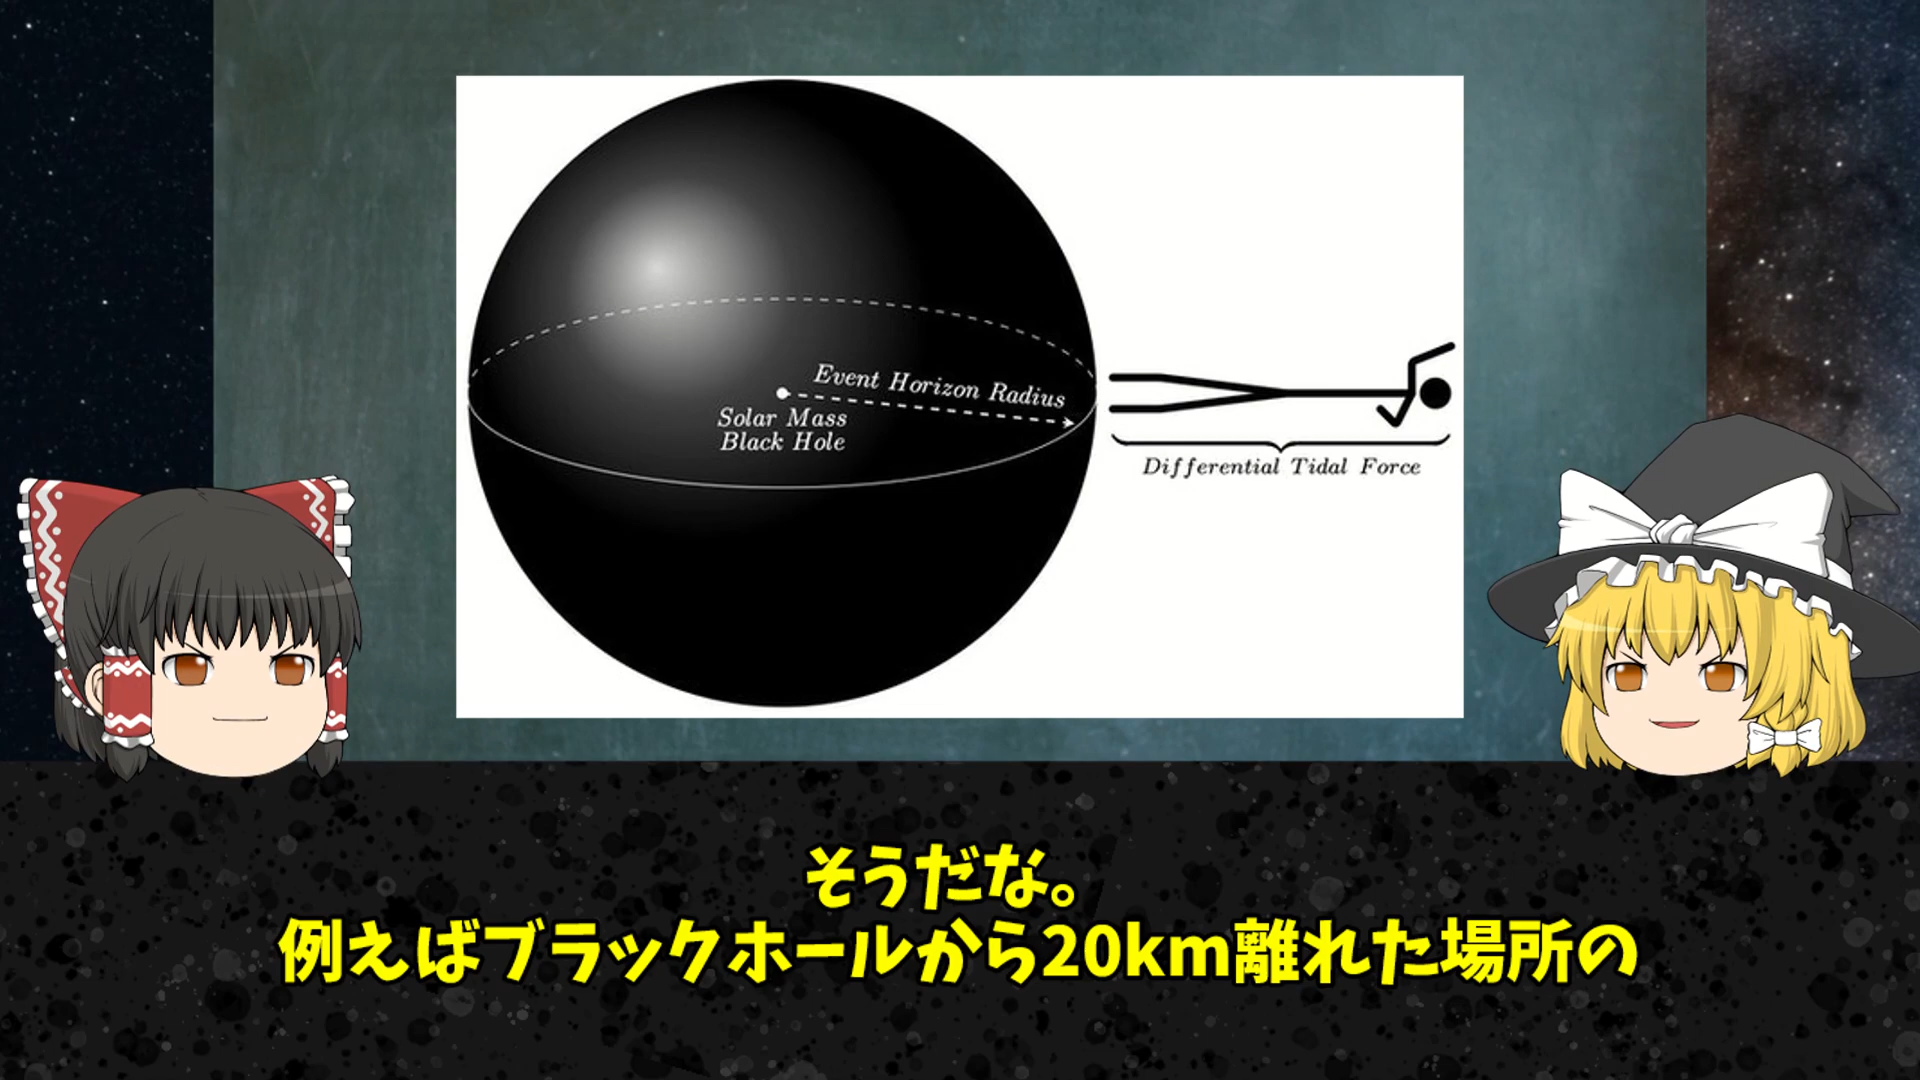 Event Horizon Radius
Solar Mass
Black Hole
Differential Tidal Force
そうだな。
例えばブラックホールから20km離れた場所の